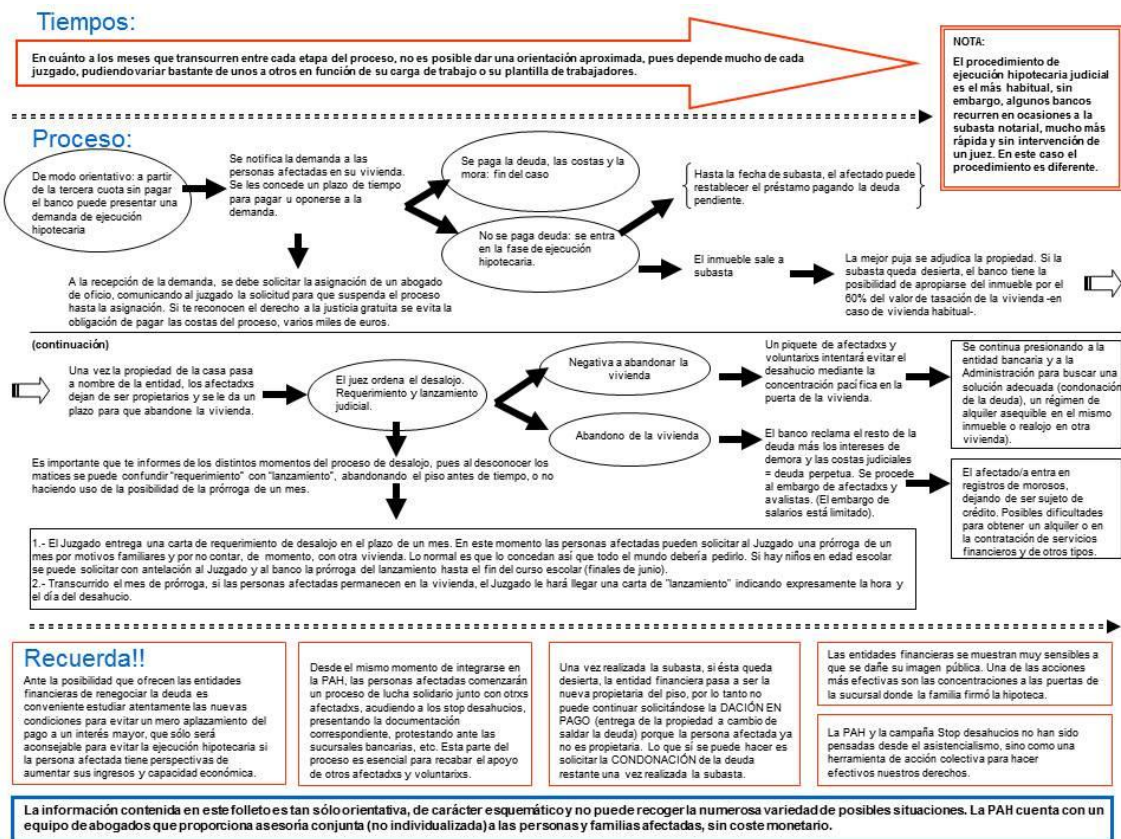 Tiempos:
En cuánto a los meses que transcurren entre cada etapa del proceso, no es posible dar una orientación aproximada, pues depende mucho de cada
juzgado, pudiendo variar bastante de unos a otros en función de su carga de trabajo o su plantilla de trabajadores.
NOTA:
El procedimiento de
ejecución hipotecaria judicial
es el más habitual, sin
embargo, algunos bancos
recurren en ocasiones a la
subasta notarial, mucho más
rápida y sin intervención de
un juez. En este caso el
procedimiento es diferente.
Proceso:
De modo orientativo: a partir
de la tercera cuota sin pagar
el banco puede presentar una
demanda de ejecución
hipotecaria
Se notifica la demanda a las
personas afectadas en su vivienda.
Se les concede un plazo de tiempo
para pagar u oponerse a la
demanda.
Se paga la deuda, las costas y la
mora: fin del caso
Hasta la fecha de subasta, el afectado puede
restablecer el préstamo pagando la deuda
pendiente.
No se paga deuda: se entra
en la fase de ejecución
hipotecaria.
El inmueble sale a
subasta
La mejor puja se adjudica la propiedad. Si la
subasta queda desierta, el banco tiene la
posibilidad de apropiarse del inmueble por el
60% del valor de tasación de la vivienda -en
caso de vivienda habitual-.
A la recepción de la demanda, se debe solicitar la asignación de un abogado
de oficio, comunicando al juzgado la solicitud para que suspenda el proceso
hasta la asignación. Si te reconocen el derecho a la justicia gratuita se evita la
obligación de pagar las costas del proceso, varios miles de euros.
(continuación)
Una vez la propiedad de la casa pasa
a nombre de la entidad, los afectadxs
dejan de ser propietarios y se le da un
plazo para que abandone la vivienda.
El juez ordena el desalojo.
Requerimiento y lanzamiento
judicial.
Negativa a abandonar la
vivienda
Un piquete de afectadxs y
voluntarixs intentará evitar el
desahucio mediante la
concentración pacífica en la
puerta de la vivienda.
Se continua presionando a la
entidad bancaria y a la
Administración para buscar una
solución adecuada (condonación
de la deuda), un régimen de
alquiler asequible en el mismo
inmueble o realojo en otra
vivienda).
Abandono de la vivienda
El banco reclama el resto de la
deuda más los intereses de
demora y las costas judiciales
= deuda perpetua. Se procede
al embargo de afectadxs y
avalistas. (El embargo de
salarios está limitado).
El afectado/a entra en
registros de morosos,
dejando de ser sujeto de
crédito. Posibles dificultades
para obtener un alquiler o en
la contratación de servicios
financieros y de otros tipos.
Es importante que te informes de los distintos momentos del proceso de desalojo, pues al desconocer los
matices se puede confundir "requerimiento" con "lanzamiento", abandonando el piso antes de tiempo, o no
haciendo uso de la posibilidad de la prórroga de un mes.
1.- El Juzgado entrega una carta de requerimiento de desalojo en el plazo de un mes. En este momento las personas afectadas pueden solicitar al Juzgado una prórroga de un
mes por motivos familiares y por no contar, de momento, con otra vivienda. Lo normal es que lo concedan así que todo el mundo debería pedirlo. Si hay niños en edad escolar
se puede solicitar con antelación al Juzgado y al banco la prórroga del lanzamiento hasta el fin del curso escolar (finales de junio).
2.- Transcurrido el mes de prórroga, si las personas afectadas permanecen en la vivienda, el Juzgado le hará llegar una carta de "lanzamiento" indicando expresamente la hora y
el día del desahucio.
Recuerda!!
Ante la posibilidad que ofrecen las entidades
financieras de renegociar la deuda es
conveniente estudiar atentamente las nuevas
condiciones para evitar un mero aplazamiento del
pago a un interés mayor, que sólo será
aconsejable para evitar la ejecución hipotecaria si
la persona afectada tiene perspectivas de
aumentar sus ingresos y capacidad económica.
Desde el mismo momento de integrarse en
la PAH, las personas afectadas comenzarán
un proceso de lucha solidario junto con otrxs
afectadxs, acudiendo a los stop desahucios,
presentando la documentación
correspondiente, protestando ante las
sucursales bancarias, etc. Esta parte del
proceso es esencial para recabar el apoyo
de otros afectadxs y voluntarixs.
Una vez realizada la subasta, si ésta queda
desierta, la entidad financiera pasa a ser la
nueva propietaria del piso, por lo tanto no
puede continuar solicitándose la DACIÓN EN
PAGO (entrega de la propiedad a cambio de
saldar la deuda) porque la persona afectada ya
no es propietaria. Lo que sí se puede hacer es
solicitar la CONDONACIÓN de la deuda
restante una vez realizada la subasta.
Las entidades financieras se muestran muy sensibles
a que se dañe su imagen pública. Una de las acciones
más efectivas son las concentraciones a las puertas de
la sucursal donde la familia firmó la hipoteca.
La PAH y la campaña Stop desahucios no han sido
pensadas desde el asistencialismo, sino como una
herramienta de acción colectiva para hacer
efectivos nuestros derechos.
La información contenida en este folleto es tan sólo orientativa, de carácter esquemático y no puede recoger la numerosa variedad de posibles situaciones. La PAH cuenta con un
equipo de abogados que proporciona asesoría conjunta (no individualizada) a las personas y familias afectadas, sin coste monetario.